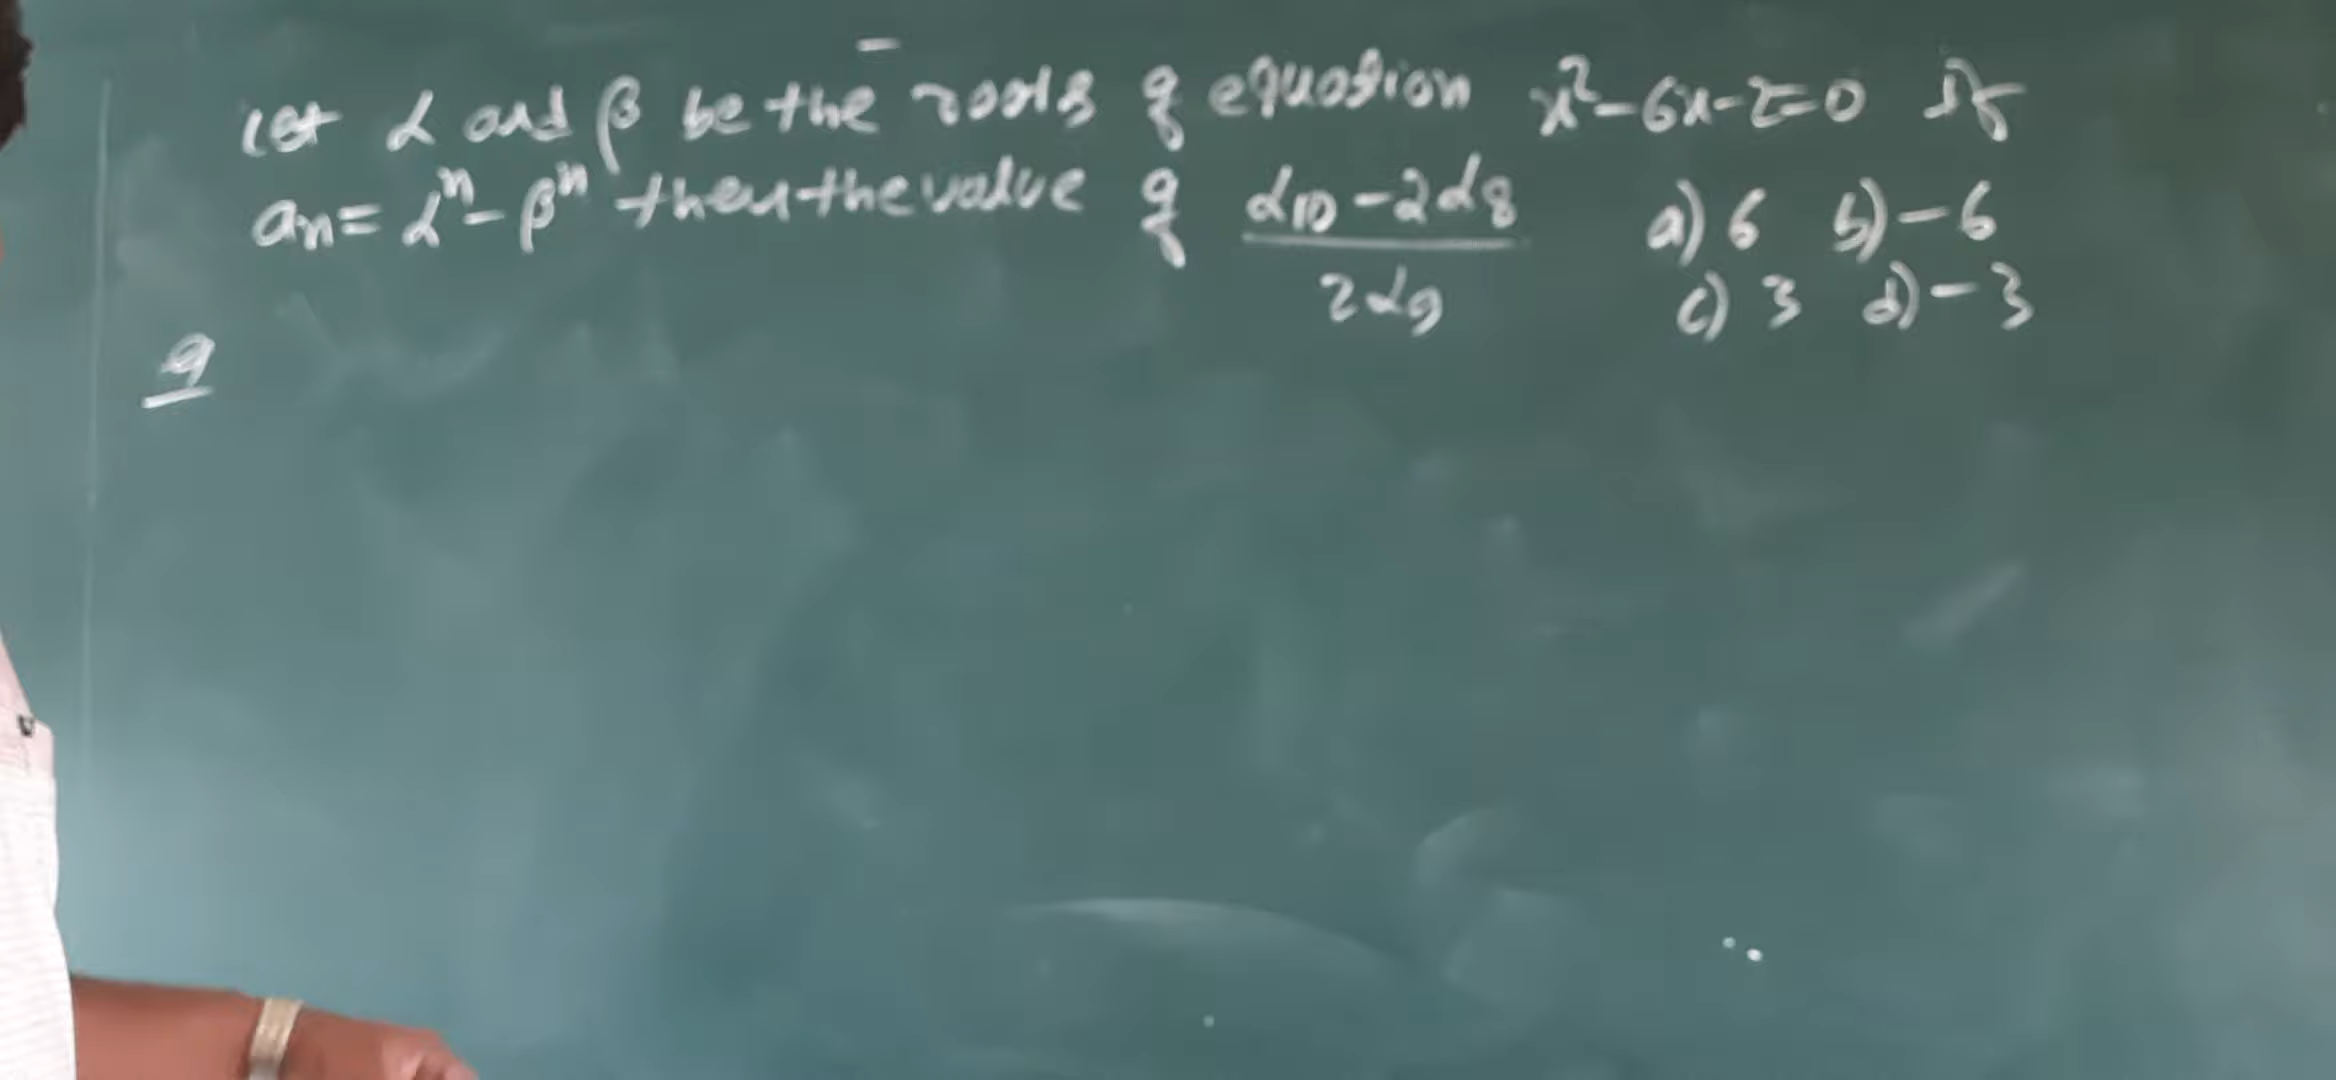 Let α and β be the roots of equation x²-6x-2=0 If
aₙ = αⁿ - βⁿ then the value of (α₁₀ - 2α₈)/(2α₉) a) 6 b) -6
c) 3 d) -3